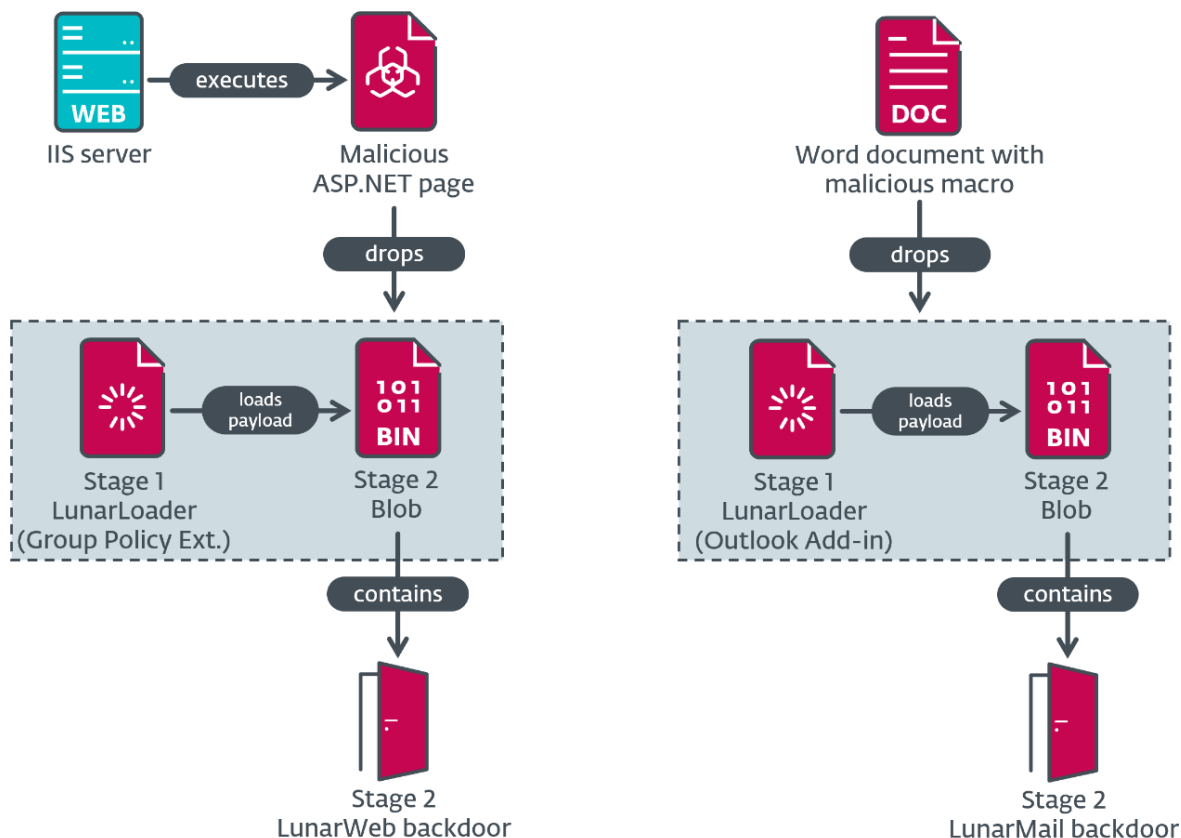 WEB
IIS server
executes
Malicious
ASP.NET page
drops
Stage 1
LunarLoader
(Group Policy Ext.)
loads
payload
101
011
BIN
Stage 2
Blob
contains
Stage 2
LunarWeb backdoor
DOC
Word document with
malicious macro
drops
Stage 1
LunarLoader
(Outlook Add-in)
loads
payload
101
011
BIN
Stage 2
Blob
contains
Stage 2
LunarMail backdoor